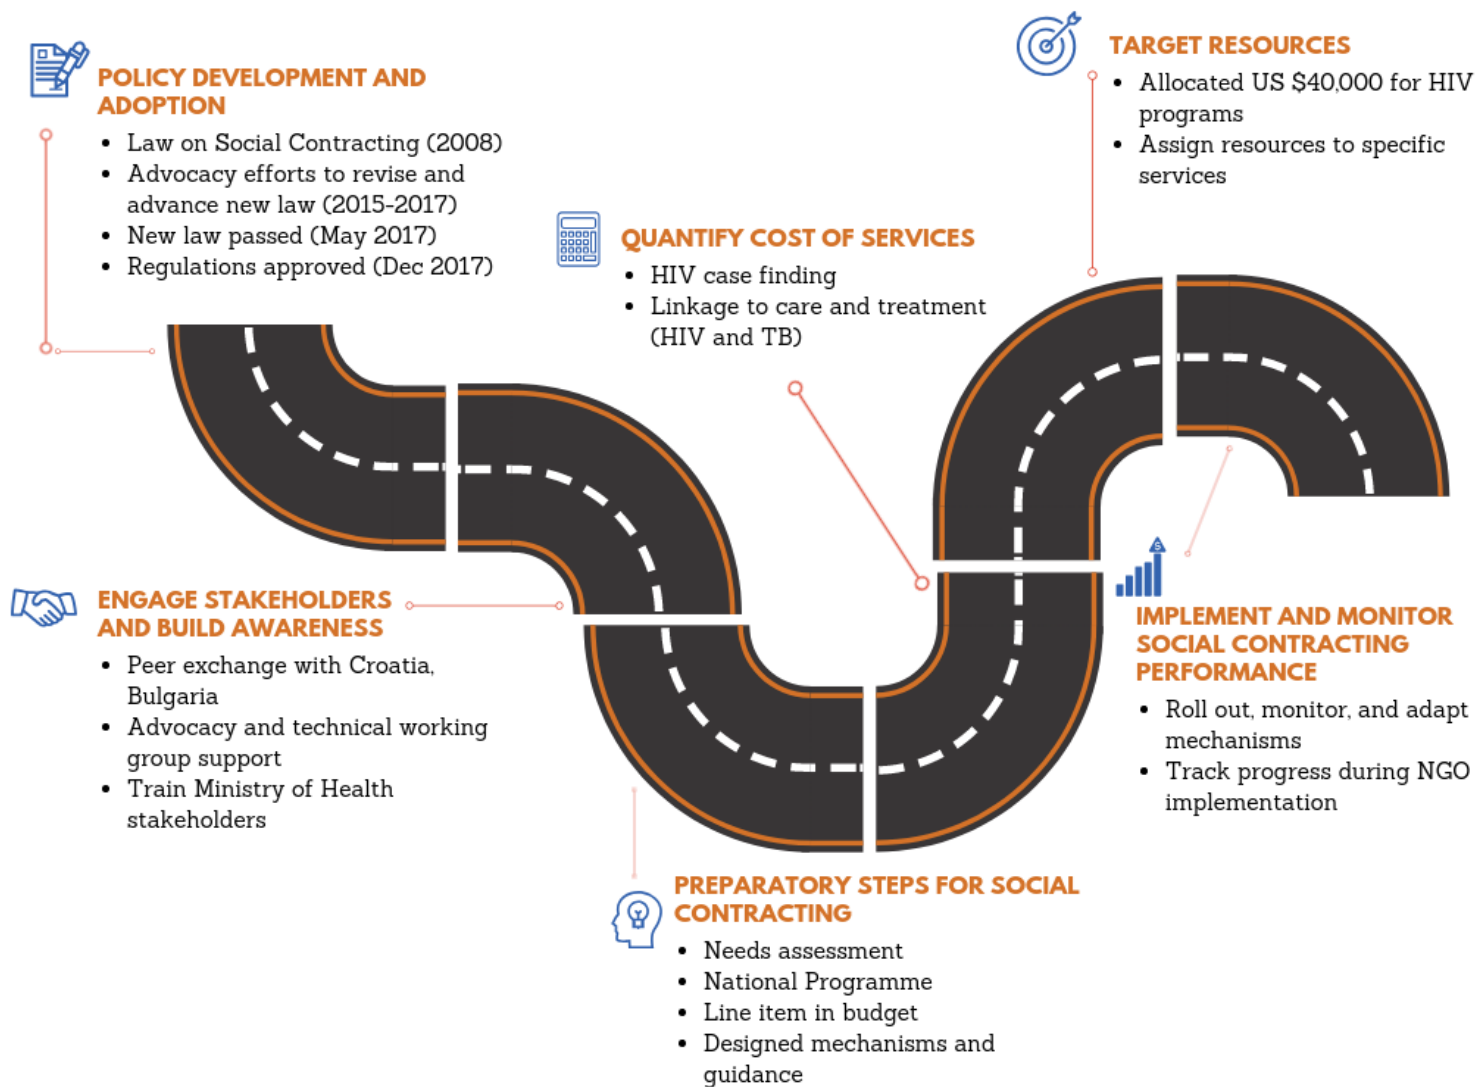 POLICY DEVELOPMENT AND
ADOPTION
• Law on Social Contracting (2008)
• Advocacy efforts to revise and
advance new law (2015-2017)
• New law passed (May 2017)
• Regulations approved (Dec 2017)
ENGAGE STAKEHOLDERS
AND BUILD AWARENESS
• Peer exchange with Croatia,
Bulgaria
• Advocacy and technical working
group support
• Train Ministry of Health
stakeholders
PREPARATORY STEPS FOR SOCIAL
CONTRACTING
• Needs assessment
• National Programme
• Line item in budget
• Designed mechanisms and
guidance
QUANTIFY COST OF SERVICES
• HIV case finding
• Linkage to care and treatment
(HIV and TB)
TARGET RESOURCES
• Allocated US $40,000 for HIV
programs
• Assign resources to specific
services
$
IMPLEMENT AND MONITOR
SOCIAL CONTRACTING
PERFORMANCE
• Roll out, monitor, and adapt
mechanisms
• Track progress during NGO
implementation